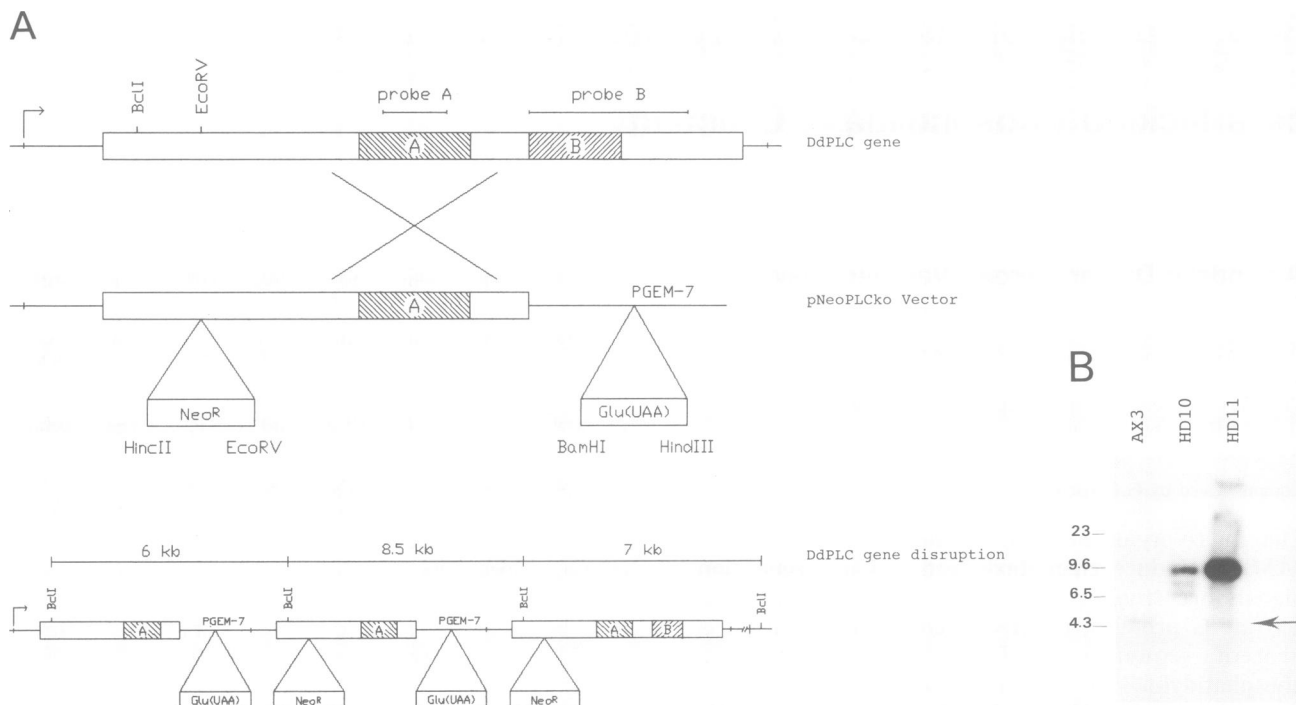 A
BclI
EcoRV
probe A
probe B
A
B
DdPLC gene
A
PGEM-7
pNeoPLCko Vector
NeoR
Glu(UAA)
HincII
EcoRV
BamHI
HindIII
6 kb
8.5 kb
7 kb
DdPLC gene disruption
BclI
BclI
BclI
BclI
PGEM-7
PGEM-7
A
A
A
B
Glu(UAA)
NeoR
Glu(UAA)
NeoR
B
AX3
HD10
HD11
23
9.6
6.5
4.3